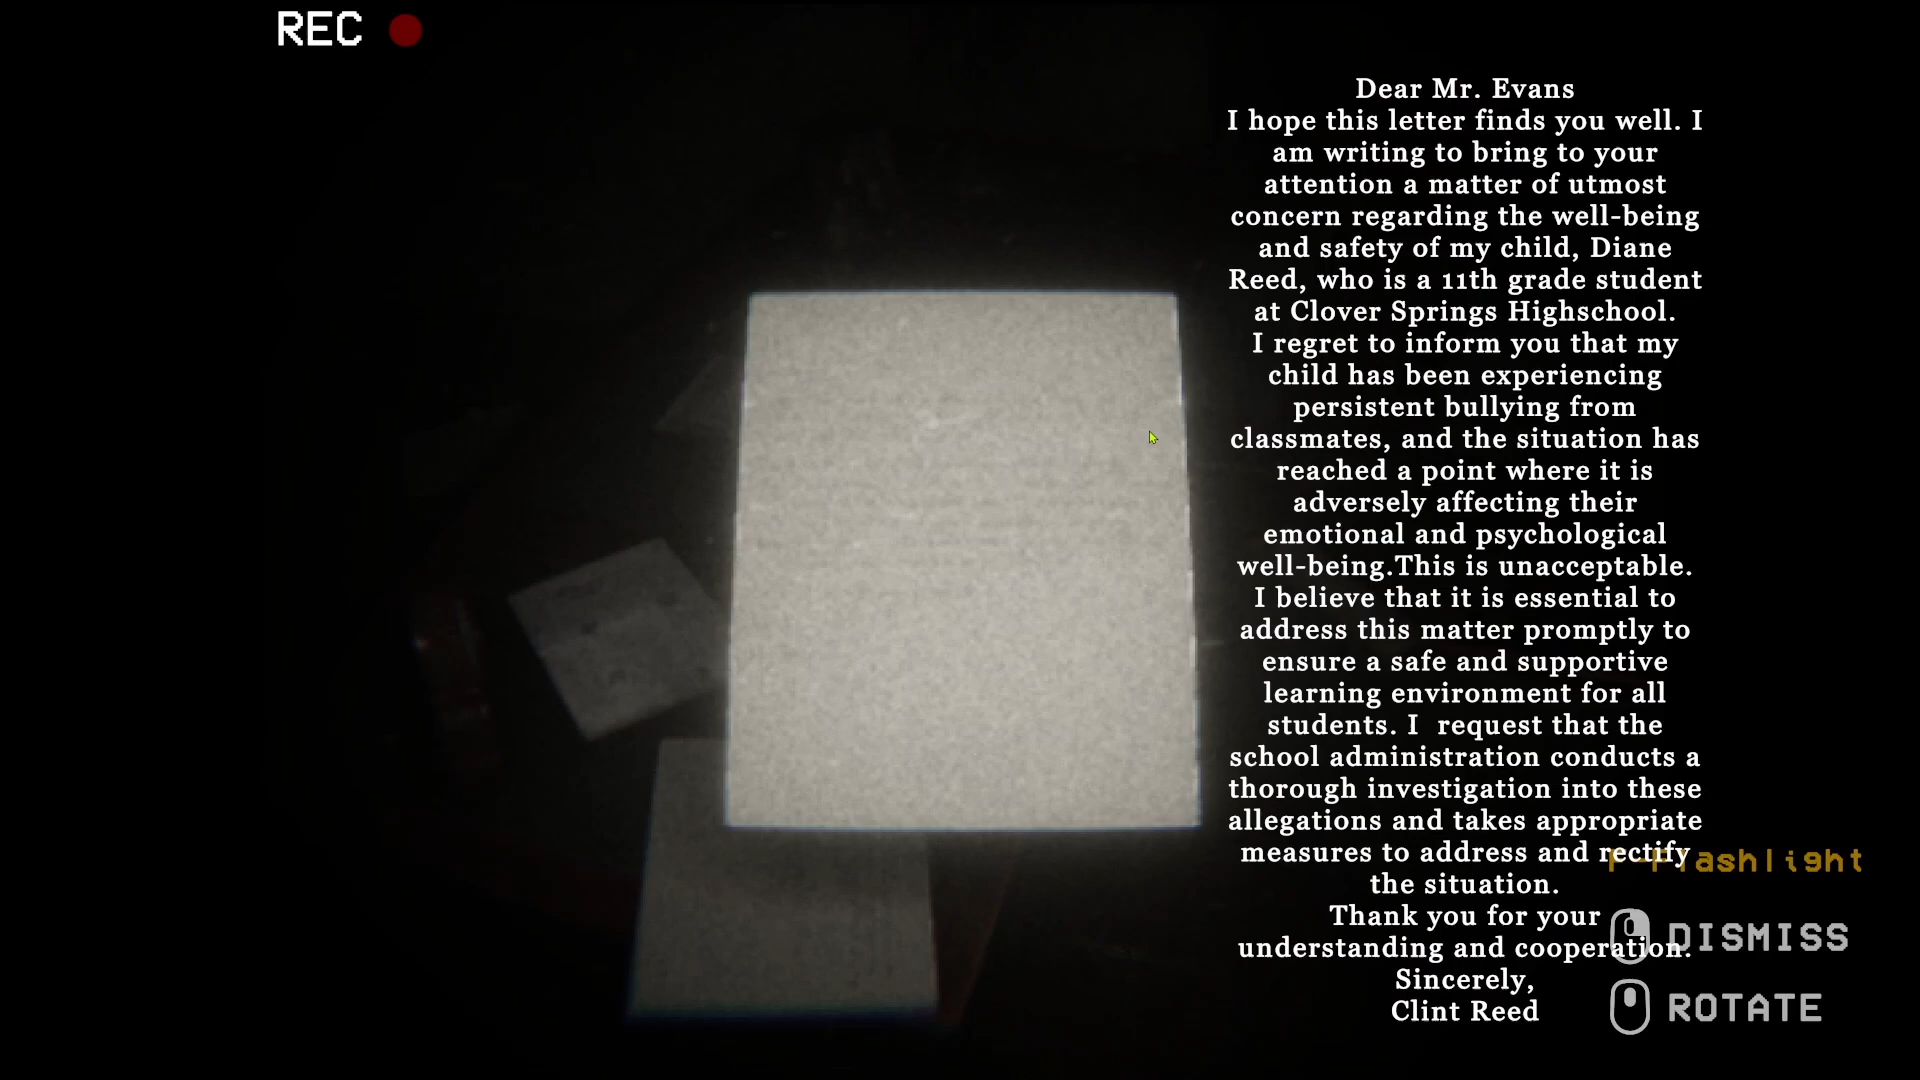 REC
Dear Mr. Evans
I hope this letter finds you well. I
am writing to bring to your
attention a matter of utmost
concern regarding the well-being
and safety of my child, Diane
Reed, who is a 11th grade student
at Clover Springs Highschool.
I regret to inform you that my
child has been experiencing
persistent bullying from
classmates, and the situation has
reached a point where it is
adversely affecting their
emotional and psychological
well-being.This is unacceptable.
I believe that it is essential to
address this matter promptly to
ensure a safe and supportive
learning environment for all
students. I  request that the
school administration conducts a
thorough investigation into these
allegations and takes appropriate
measures to address and rectify
the situation.
Thank you for your
understanding and cooperation.
Sincerely,
Clint Reed
F-Flashlight
DISMISS
ROTATE